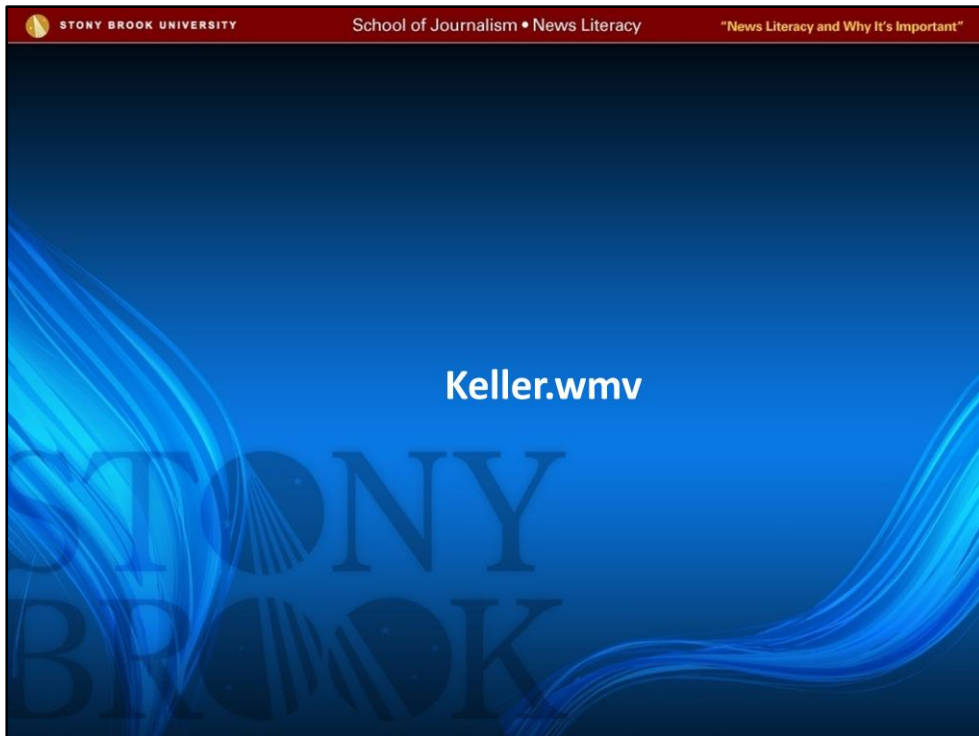 STONY BROOK UNIVERSITY School of Journalism • News Literacy "News Literacy and Why It's Important"
Keller.wmv
STONY
BROOK